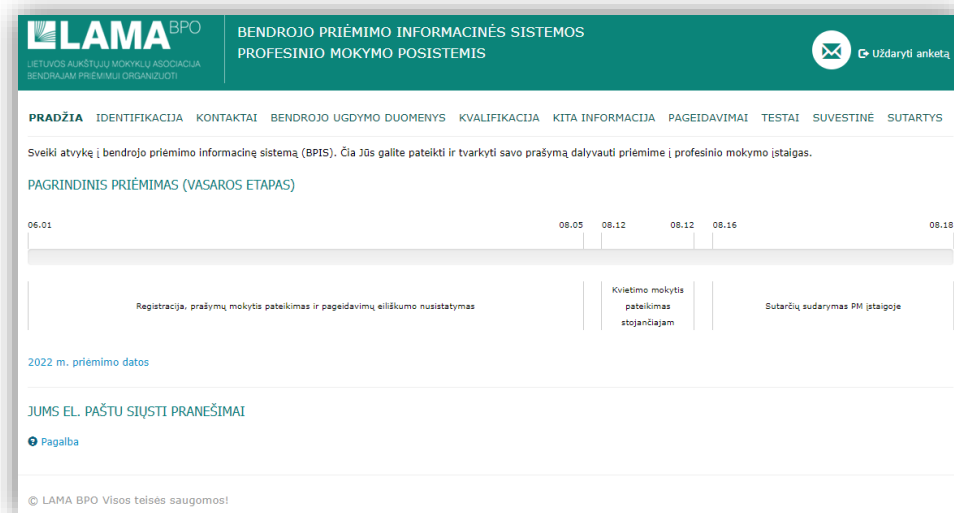 LAMA BPO
LIETUVOS AUKŠTŲJŲ MOKYKLŲ ASOCIACIJA
BENDRAJAM PRIĖMIMUI ORGANIZUOTI
BENDROJO PRIĖMIMO INFORMACINĖS SISTEMOS
PROFESINIO MOKYMO POSISTEMIS
Uždaryti anketą
PRADŽIA IDENTIFIKACIJA KONTAKTAI BENDROJO UGDYMO DUOMENYS KVALIFIKACIJA KITA INFORMACIJA PAGEIDAVIMAI TESTAI SUVESTINĖ SUTARTYS
Sveiki atvykę į bendrojo priėmimo informacinę sistemą (BPIS). Čia Jūs galite pateikti ir tvarkyti savo prašymą dalyvauti priėmime į profesinio mokymo įstaigas.
PAGRINDINIS PRIĖMIMAS (VASAROS ETAPAS)
06.01 08.05 08.12 08.12 08.16 08.18
Registracija, prašymų mokytis pateikimas ir pageidavimų eiliškumo nusistatymas
Kvietimo mokytis
pateikimas
stojančiajam
Sutarčių sudarymas PM įstaigoje
2022 m. priėmimo datos
JUMS EL. PAŠTU SIŲSTI PRANEŠIMAI
Pagalba
© LAMA BPO Visos teisės saugomos!